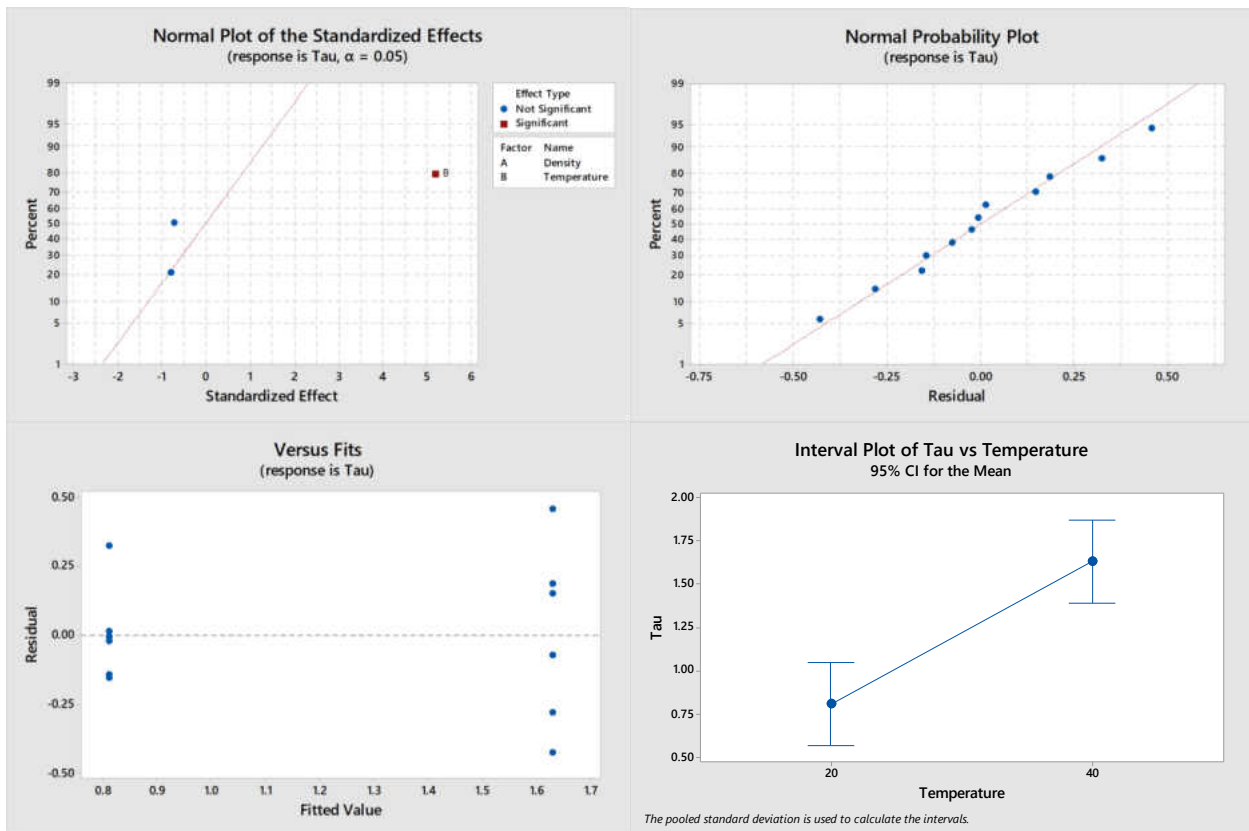 Normal Plot of the Standardized Effects
(response is Tau, α = 0.05)
99
95
90
80
70
60
50
40
30
20
10
5
1
Percent
B
-3 -2 -1 0 1 2 3 4 5 6
Standardized Effect
Effect Type
Not Significant
Significant
Factor Name
A Density
B Temperature
Normal Probability Plot
(response is Tau)
99
95
90
80
70
60
50
40
30
20
10
5
1
Percent
-0.75 -0.50 -0.25 0.00 0.25 0.50
Residual
Versus Fits
(response is Tau)
0.50
0.25
0.00
-0.25
-0.50
Residual
0.8 0.9 1.0 1.1 1.2 1.3 1.4 1.5 1.6 1.7
Fitted Value
Interval Plot of Tau vs Temperature
95% CI for the Mean
2.00
1.75
1.50
1.25
1.00
0.75
0.50
Tau
20 40
Temperature
The pooled standard deviation is used to calculate the intervals.